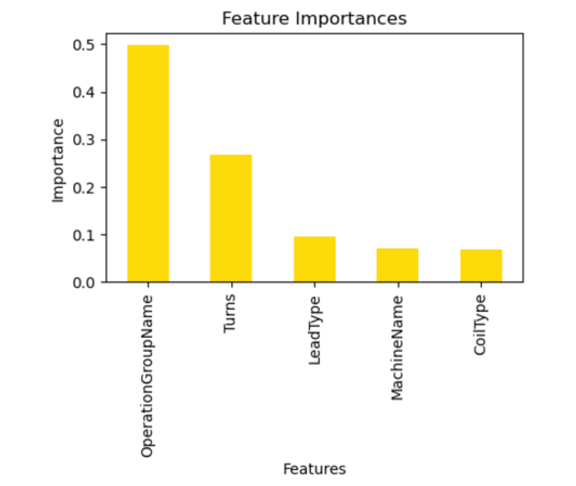 Feature Importances
0.5
0.4
0.3
0.2
0.1
0.0
Importance
OperationGroupName
Turns
LeadType
MachineName
CoilType
Features